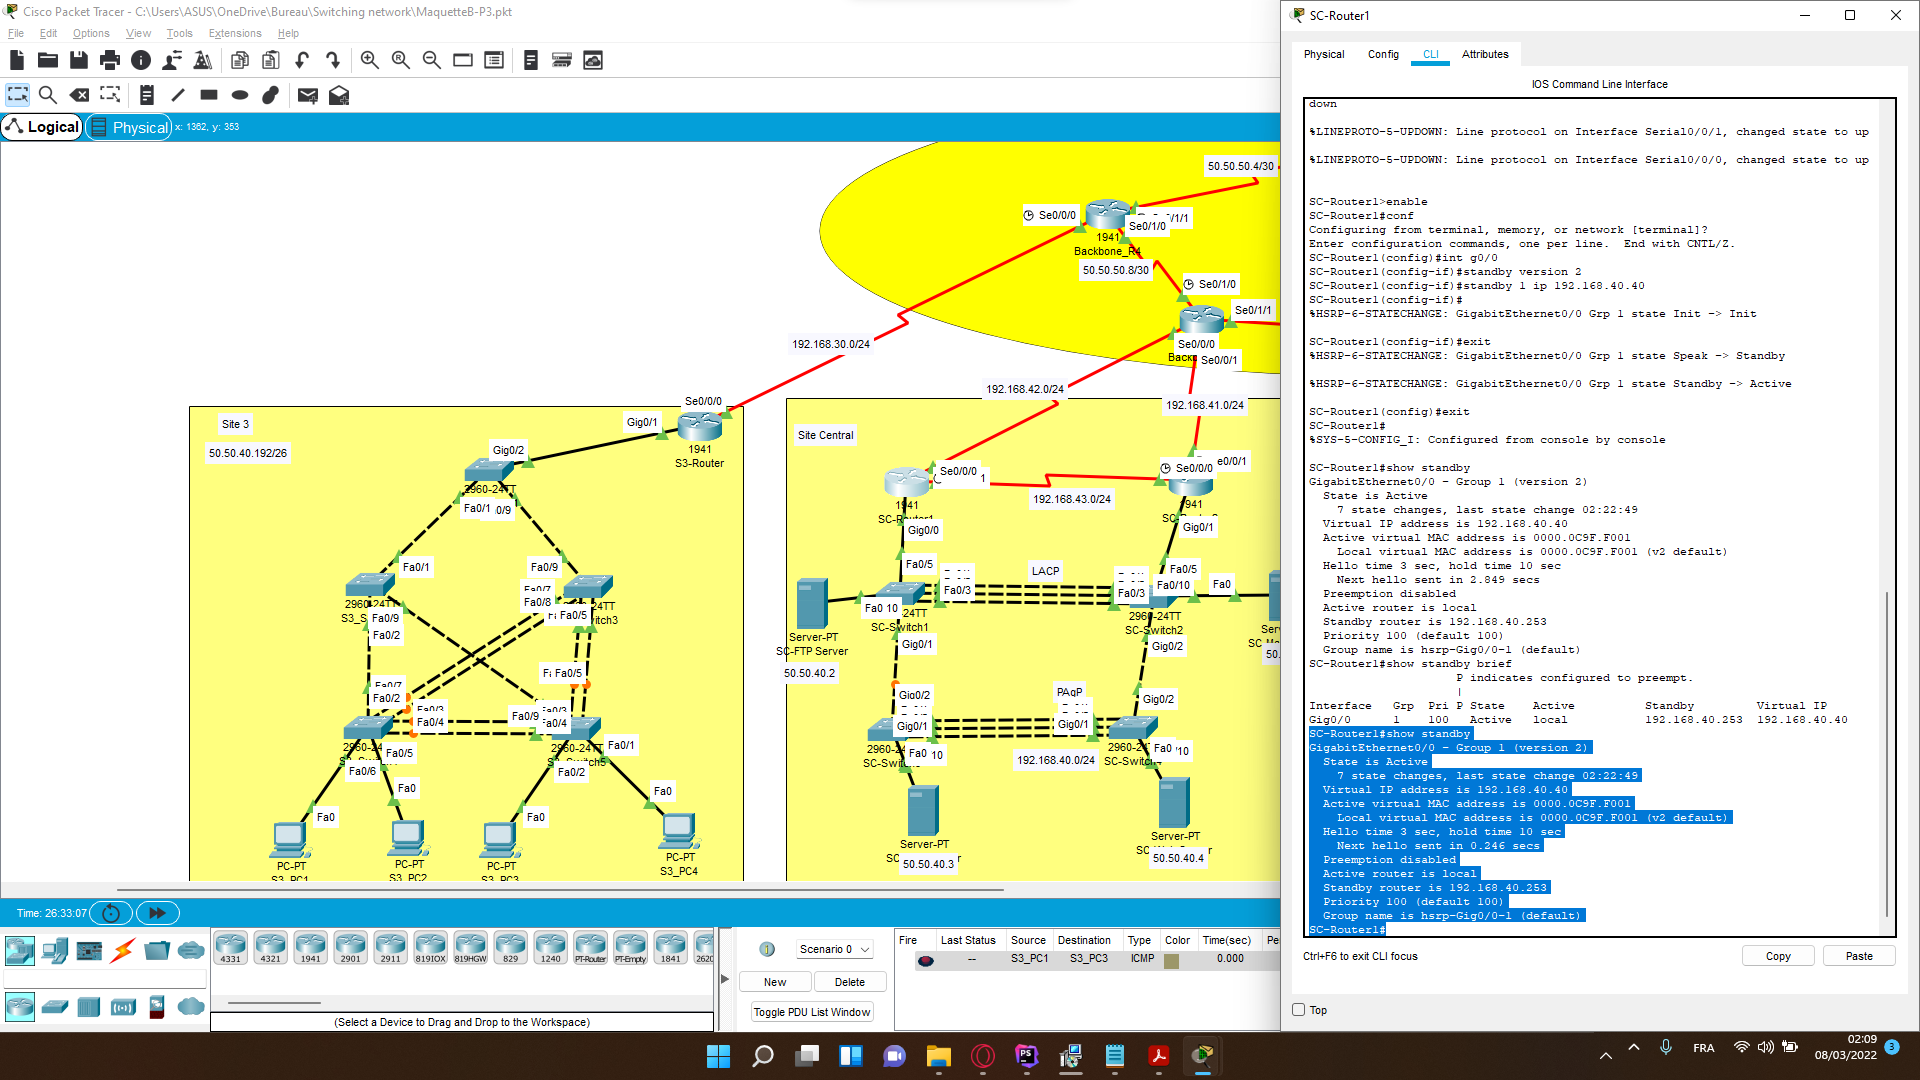 Cisco Packet Tracer - C:\Users\ASUS\OneDrive\Bureau\Switching network\MaquetteB-P3.pkt
File Edit Options View Tools Extensions Help
Logical
Physical
x: 1362, y: 353
50.50.50.4/30
Se0/0/0
/1/1
Se0/1/0
1941
Backbone_R4
50.50.50.8/30
Se0/1/0
Se0/1/1
192.168.30.0/24
Se0/0/0
Se0/0/1
192.168.42.0/24
192.168.41.0/24
Site 3
50.50.40.192/26
Gig0/1
Se0/0/0
1941
S3-Router
Gig0/2
2960-24TT
Fa0/1
0/9
Fa0/1
Fa0/9
Fa0/9
Fa0/2
Fa0/8
Fa0/5
Fa0/5
Fa0/2
Fa0/4
Fa0/9
Fa0/4
Fa0/5
Fa0/6
Fa0/1
Fa0/2
Fa0
Fa0
Fa0
Fa0
PC-PT
S3_PC1
PC-PT
S3_PC2
PC-PT
S3_PC3
PC-PT
S3_PC4
Site Central
Se0/0/0
1941
192.168.43.0/24
Se0/0/0
e0/0/1
1941
Gig0/0
Gig0/1
Fa0/5
LACP
Fa0/5
Fa0/3
Fa0/3
Fa0/10
Fa0
Fa0
10
24TT
SC-Switch1
2960-24TT
SC-Switch2
Server-PT
SC-FTP Server
50.50.40.2
Gig0/1
Gig0/2
Gig0/2
PAgP
Gig0/2
Gig0/1
Gig0/1
Fa0
10
Fa0
/10
192.168.40.0/24
Server-PT
50.50.40.3
Server-PT
50.50.40.4
Time: 26:33:07
4331 4321 1941 2901 2911 819IOX 819HGW 829 1240 PT-Router PT-Empty 1841 2620
(Select a Device to Drag and Drop to the Workspace)
Scenario 0
New
Delete
Toggle PDU List Window
Fire Last Status Source Destination Type Color Time(sec) Pe
-- S3_PC1 S3_PC3 ICMP 0.000
SC-Router1
Physical Config CLI Attributes
IOS Command Line Interface
down
%LINEPROTO-5-UPDOWN: Line protocol on Interface Serial0/0/1, changed state to up
%LINEPROTO-5-UPDOWN: Line protocol on Interface Serial0/0/0, changed state to up
SC-Router1>enable
SC-Router1#conf
Configuring from terminal, memory, or network [terminal]?
Enter configuration commands, one per line.  End with CNTL/Z.
SC-Router1(config)#int g0/0
SC-Router1(config-if)#standby version 2
SC-Router1(config-if)#standby 1 ip 192.168.40.40
SC-Router1(config-if)#
%HSRP-6-STATECHANGE: GigabitEthernet0/0 Grp 1 state Init -> Init
SC-Router1(config-if)#exit
%HSRP-6-STATECHANGE: GigabitEthernet0/0 Grp 1 state Speak -> Standby
%HSRP-6-STATECHANGE: GigabitEthernet0/0 Grp 1 state Standby -> Active
SC-Router1(config)#exit
SC-Router1#
%SYS-5-CONFIG_I: Configured from console by console
SC-Router1#show standby
GigabitEthernet0/0 - Group 1 (version 2)
State is Active
7 state changes, last state change 02:22:49
Virtual IP address is 192.168.40.40
Active virtual MAC address is 0000.0C9F.F001
Local virtual MAC address is 0000.0C9F.F001 (v2 default)
Hello time 3 sec, hold time 10 sec
Next hello sent in 2.849 secs
Preemption disabled
Active router is local
Standby router is 192.168.40.253
Priority 100 (default 100)
Group name is hsrp-Gig0/0-1 (default)
SC-Router1#show standby brief
P indicates configured to preempt.
|
Interface Grp Pri P State Active Standby Virtual IP
Gig0/0 1 100 Active local 192.168.40.253 192.168.40.40
SC-Router1#show standby
GigabitEthernet0/0 - Group 1 (version 2)
State is Active
7 state changes, last state change 02:22:49
Virtual IP address is 192.168.40.40
Active virtual MAC address is 0000.0C9F.F001
Local virtual MAC address is 0000.0C9F.F001 (v2 default)
Hello time 3 sec, hold time 10 sec
Next hello sent in 0.246 secs
Preemption disabled
Active router is local
Standby router is 192.168.40.253
Priority 100 (default 100)
Group name is hsrp-Gig0/0-1 (default)
SC-Router1#
Ctrl+F6 to exit CLI focus
Copy
Paste
Top
FRA
02:09
08/03/2022
3